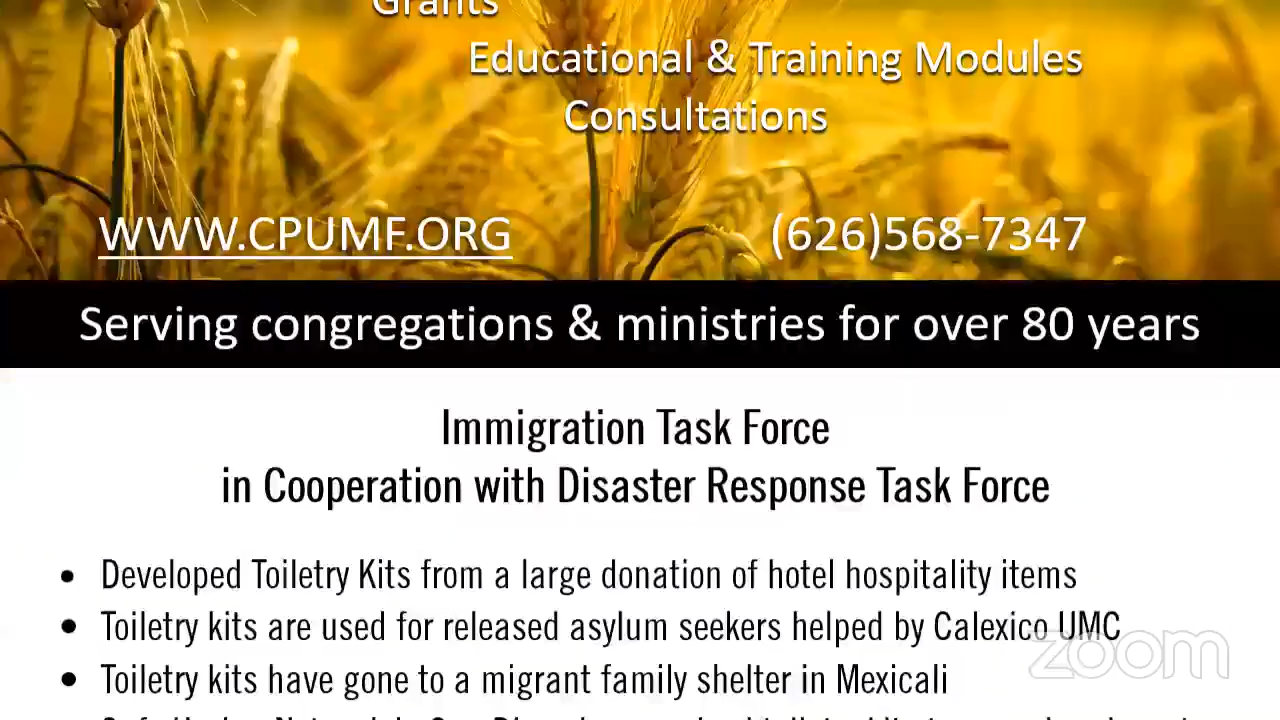 Grants
Educational & Training Modules
Consultations
WWW.CPUMF.ORG (626)568-7347
Serving congregations & ministries for over 80 years
Immigration Task Force
in Cooperation with Disaster Response Task Force
• Developed Toiletry Kits from a large donation of hotel hospitality items
• Toiletry kits are used for released asylum seekers helped by Calexico UMC
• Toiletry kits have gone to a migrant family shelter in Mexicali
zoom